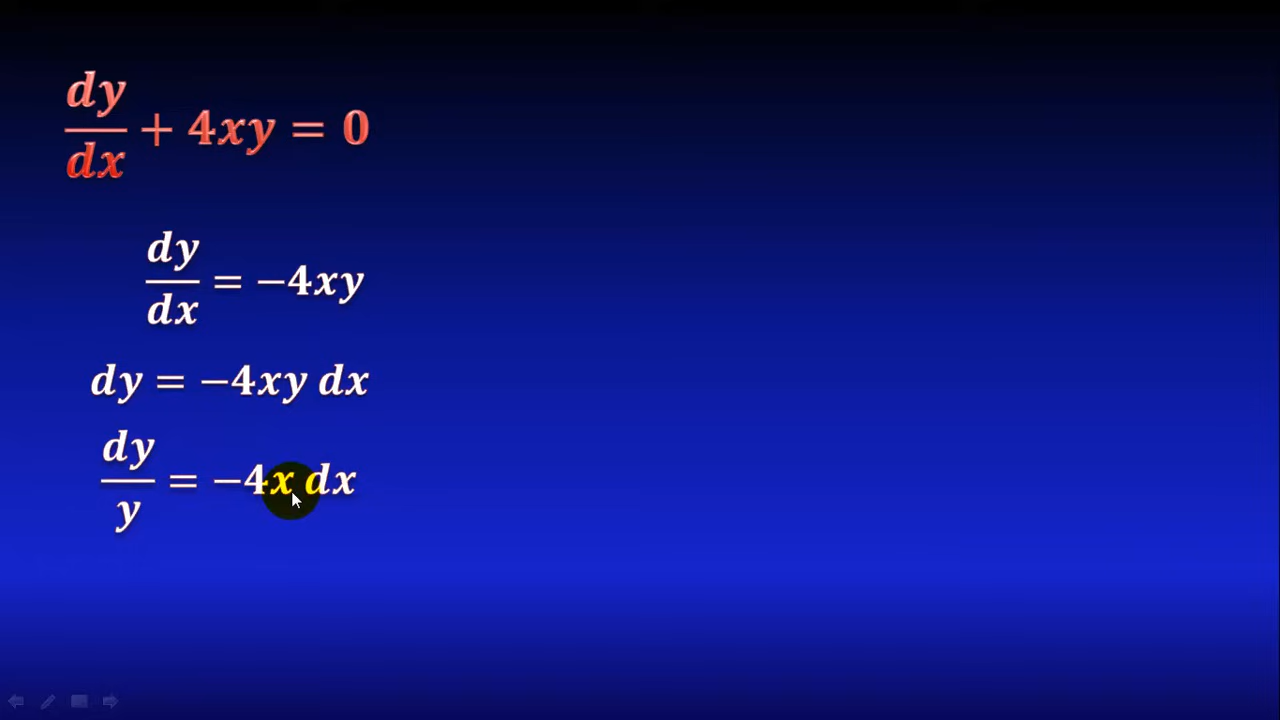 dy/dx + 4xy = 0
dy/dx = −4xy
dy = −4xy dx
dy/y = −4x dx